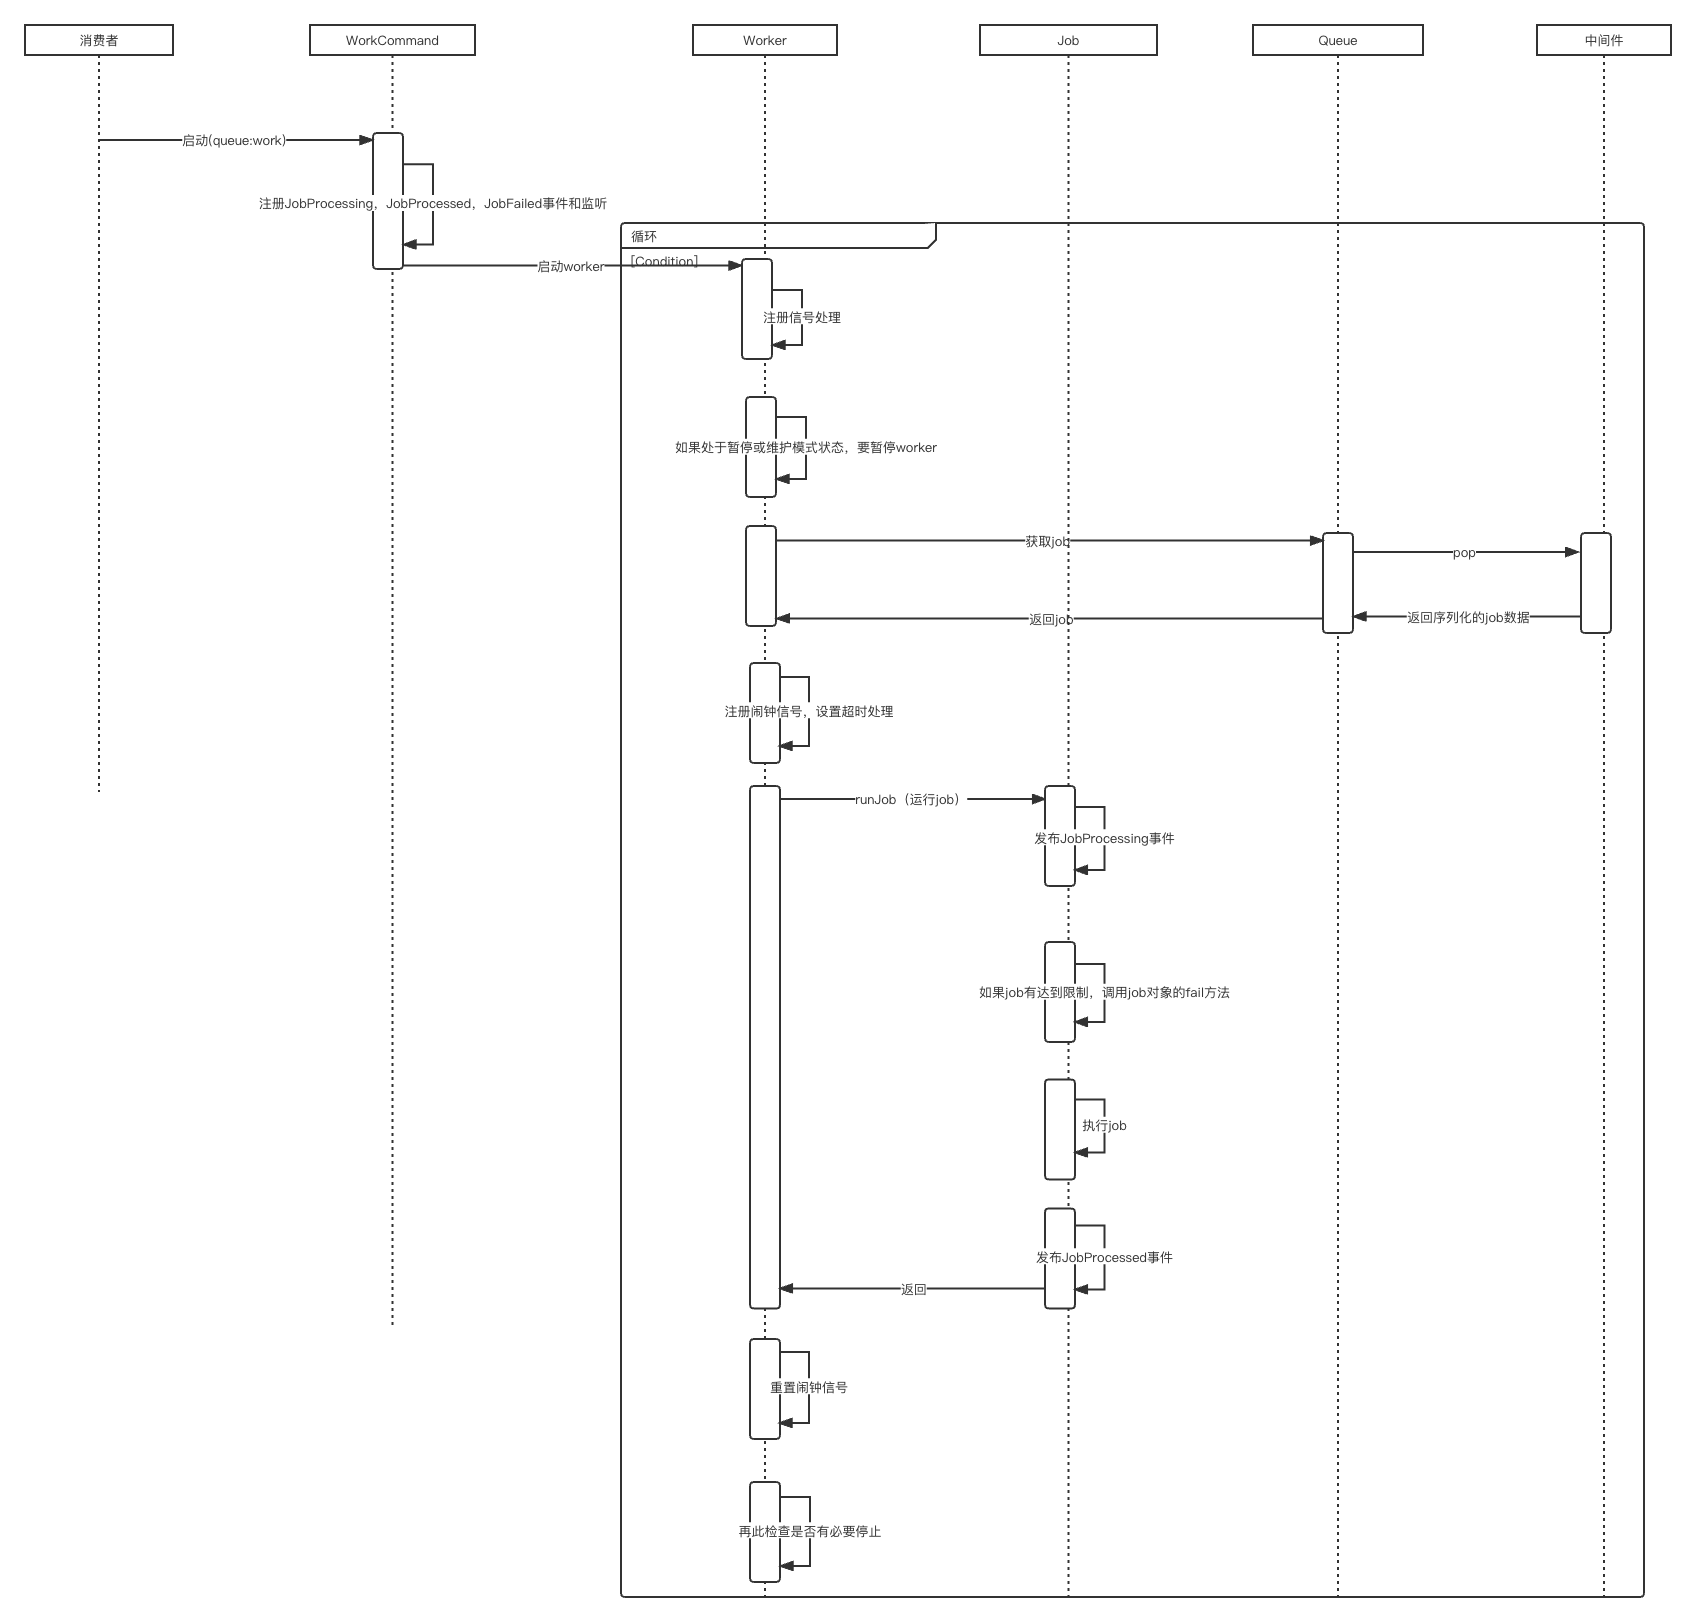 消费者
WorkCommand
Worker
Job
Queue
中间件
启动(queue:work)
注册JobProcessing，JobProcessed，JobFailed事件和监听
循环
[Condition]
启动worker
注册信号处理
如果处于暂停或维护模式状态，要暂停worker
获取job
pop
返回job
返回序列化的job数据
注册闹钟信号，设置超时处理
runJob（运行job）
发布JobProcessing事件
如果job有达到限制，调用job对象的fail方法
执行job
发布JobProcessed事件
返回
重置闹钟信号
再此检查是否有必要停止